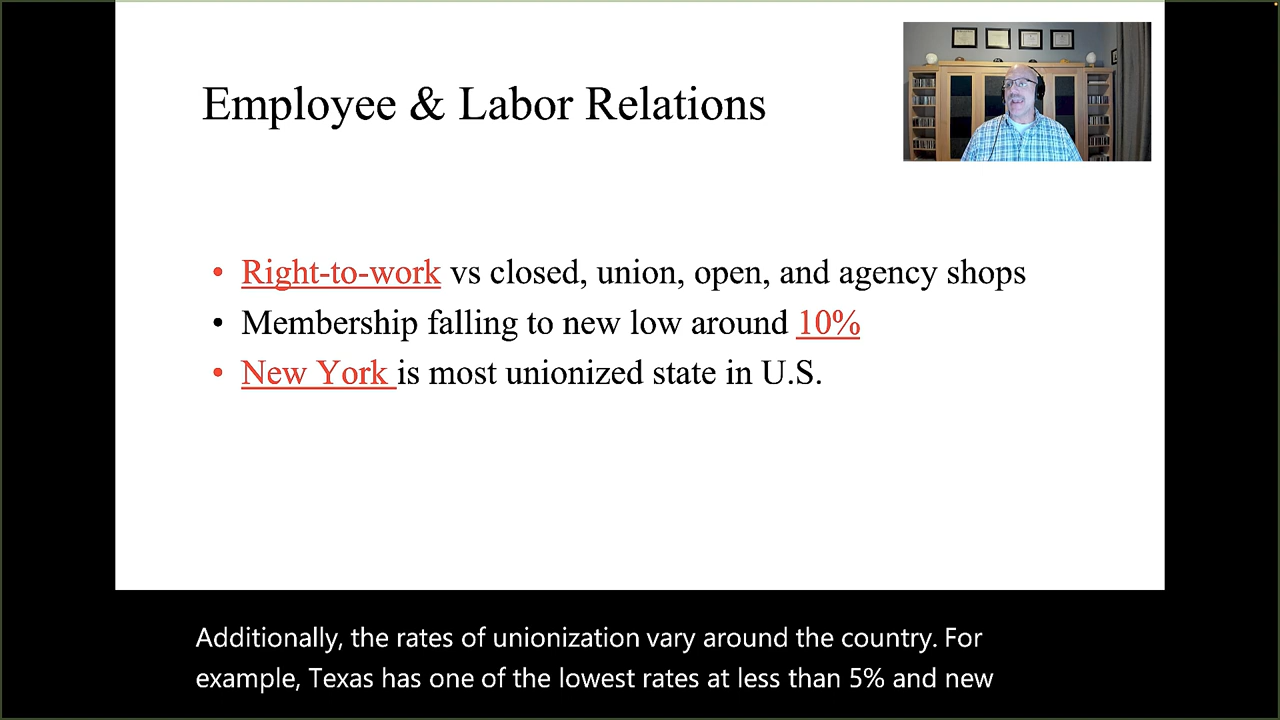 Employee & Labor Relations
• Right-to-work vs closed, union, open, and agency shops
• Membership falling to new low around 10%
• New York is most unionized state in U.S.
Additionally, the rates of unionization vary around the country. For
example, Texas has one of the lowest rates at less than 5% and new